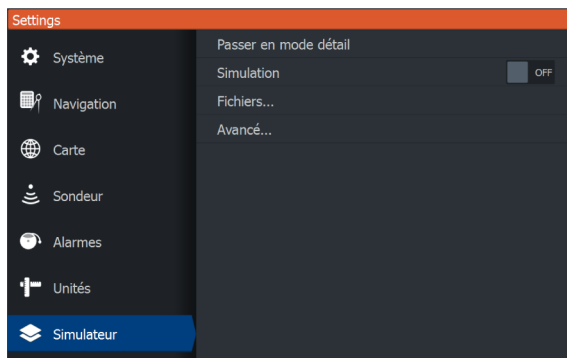 Settings
Système
Navigation
Carte
Sondeur
Alarmes
Unités
Simulateur
Passer en mode détail
Simulation OFF
Fichiers...
Avancé...